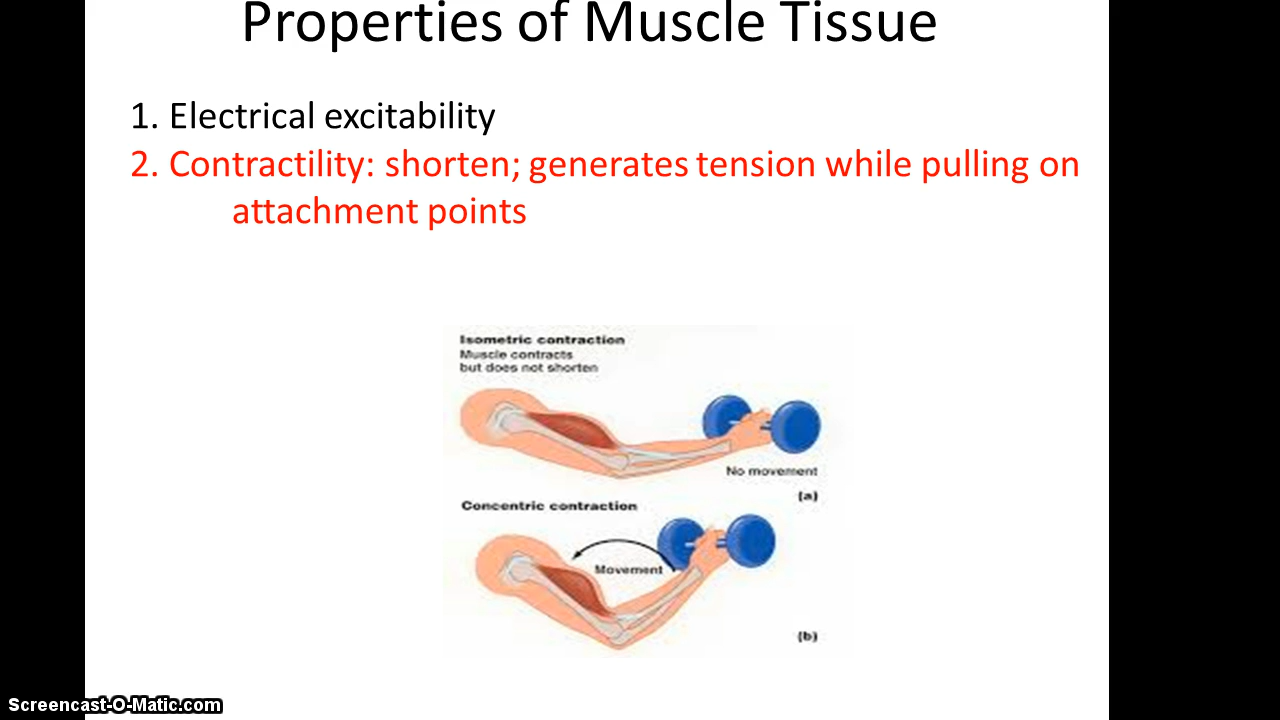 Properties of Muscle Tissue
1. Electrical excitability
2. Contractility: shorten; generates tension while pulling on
attachment points
Isometric contraction
Muscle contracts
but does not shorten
No movement
(a)
Concentric contraction
Movement
(b)
Screencast-O-Matic.com